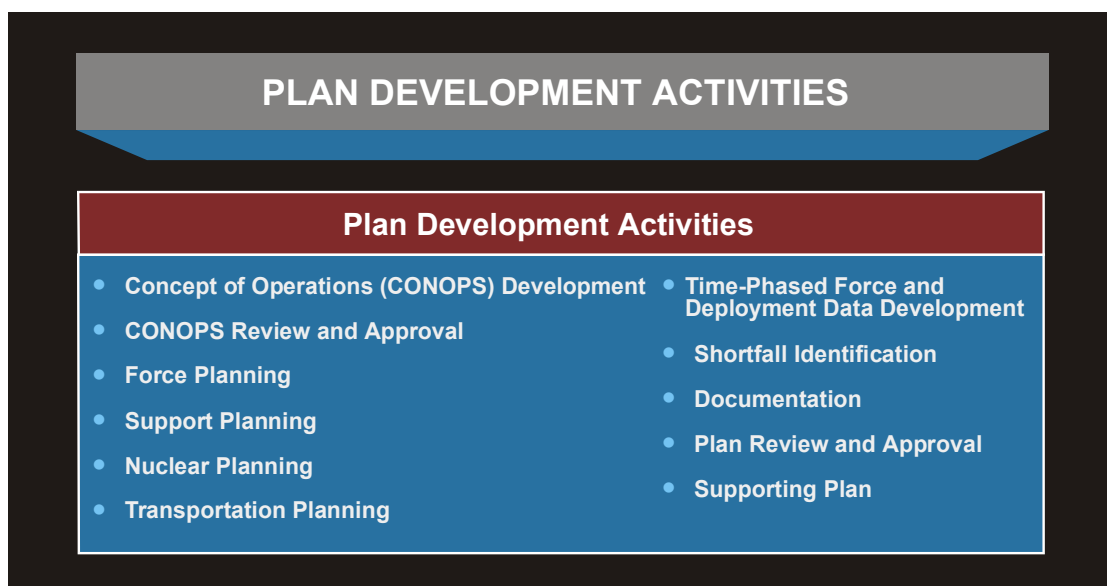 PLAN DEVELOPMENT ACTIVITIES
Plan Development Activities
• Concept of Operations (CONOPS) Development
• CONOPS Review and Approval
• Force Planning
• Support Planning
• Nuclear Planning
• Transportation Planning
• Time-Phased Force and
Deployment Data Development
• Shortfall Identification
• Documentation
• Plan Review and Approval
• Supporting Plan